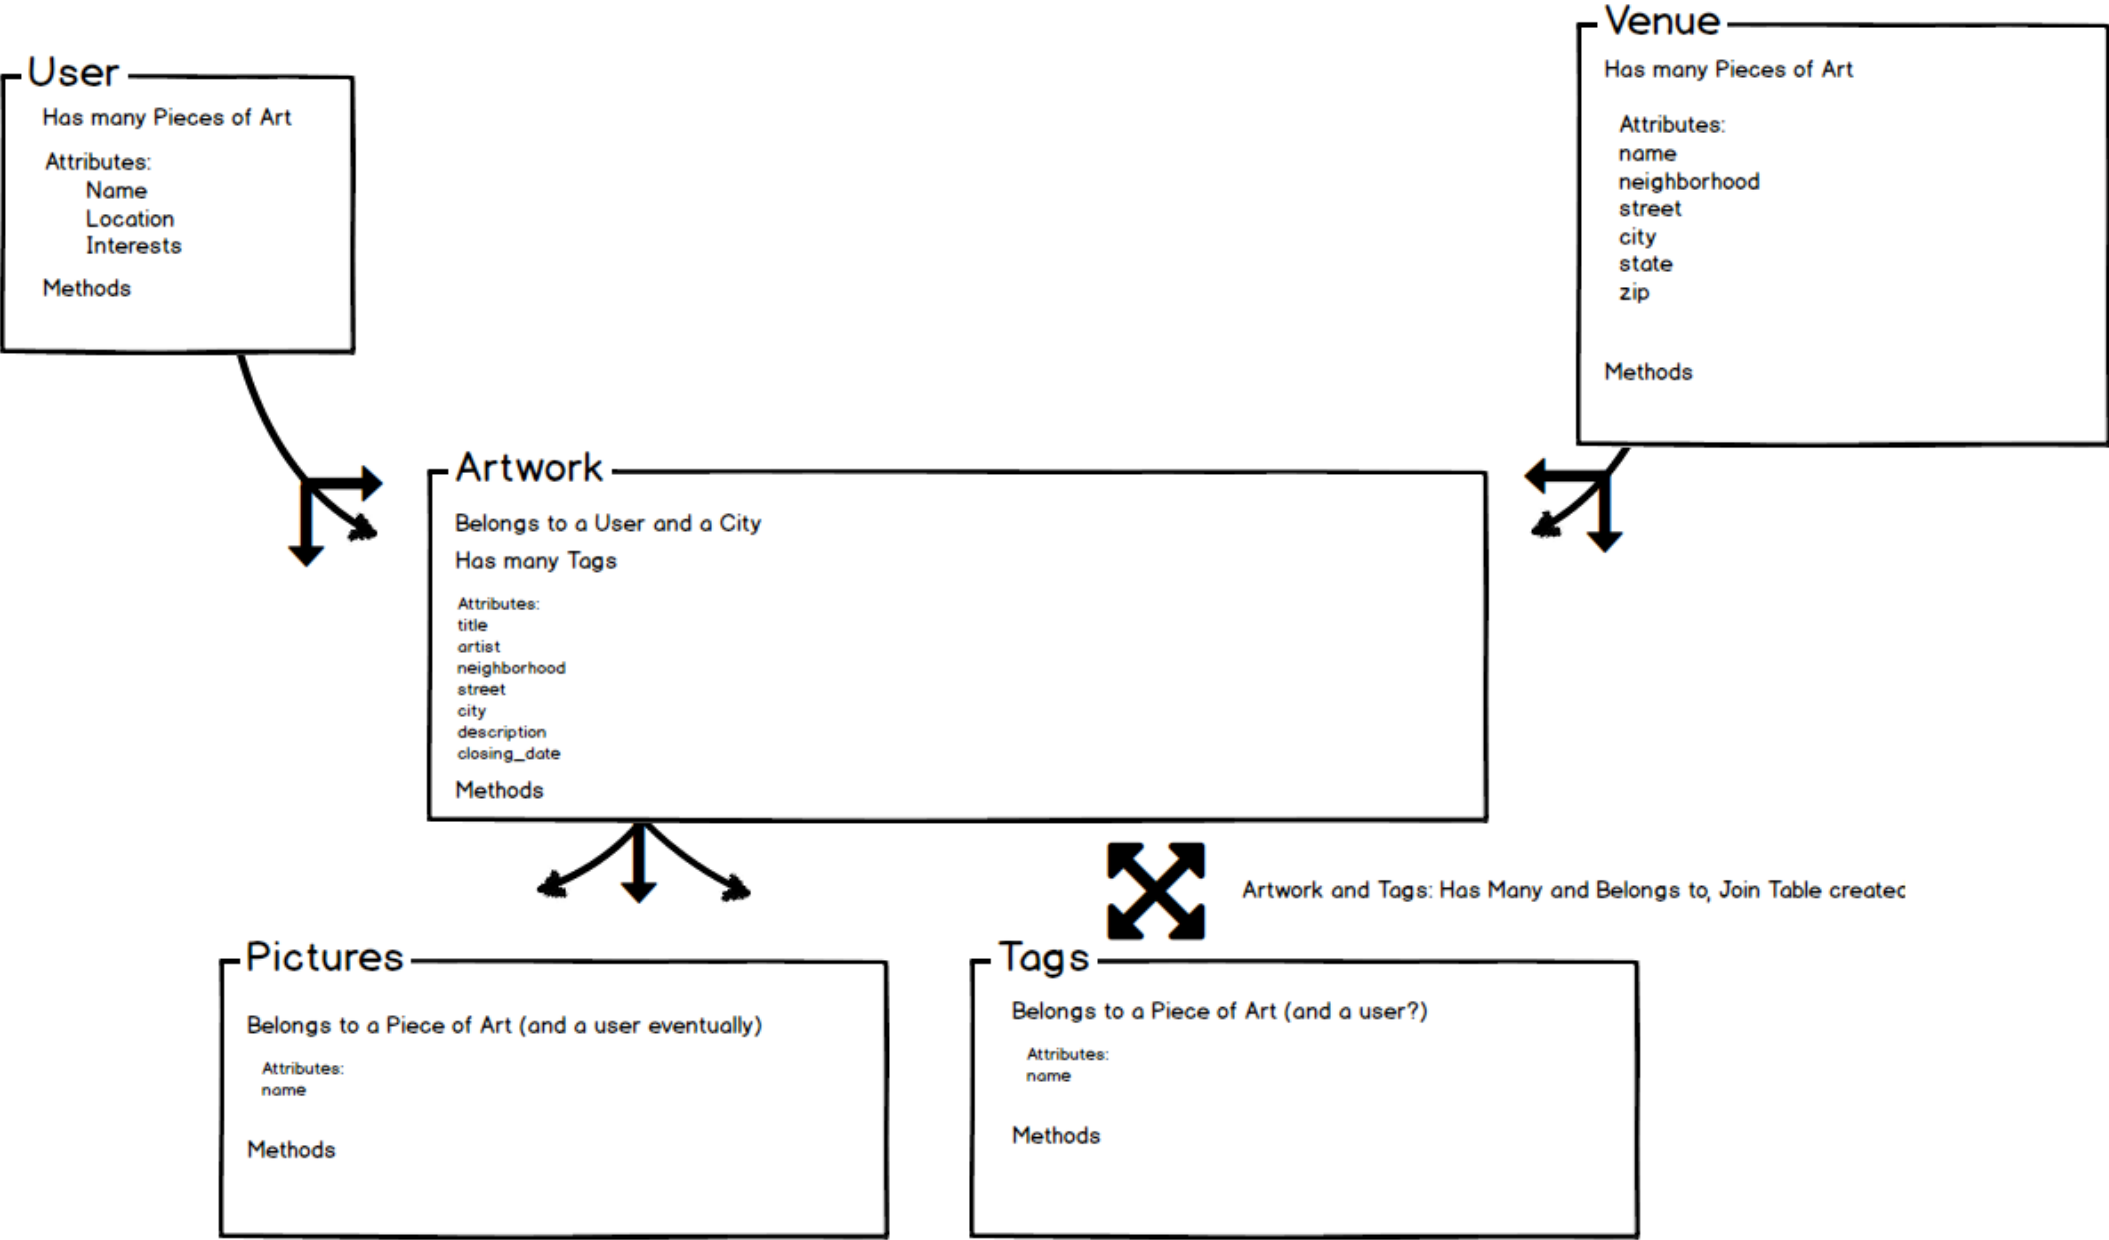 User
Has many Pieces of Art
Attributes:
Name
Location
Interests
Methods
Venue
Has many Pieces of Art
Attributes:
name
neighborhood
street
city
state
zip
Methods
Artwork
Belongs to a User and a City
Has many Tags
Attributes:
title
artist
neighborhood
street
city
description
closing_date
Methods
Artwork and Tags: Has Many and Belongs to, Join Table created
Pictures
Belongs to a Piece of Art (and a user eventually)
Attributes:
name
Methods
Tags
Belongs to a Piece of Art (and a user?)
Attributes:
name
Methods